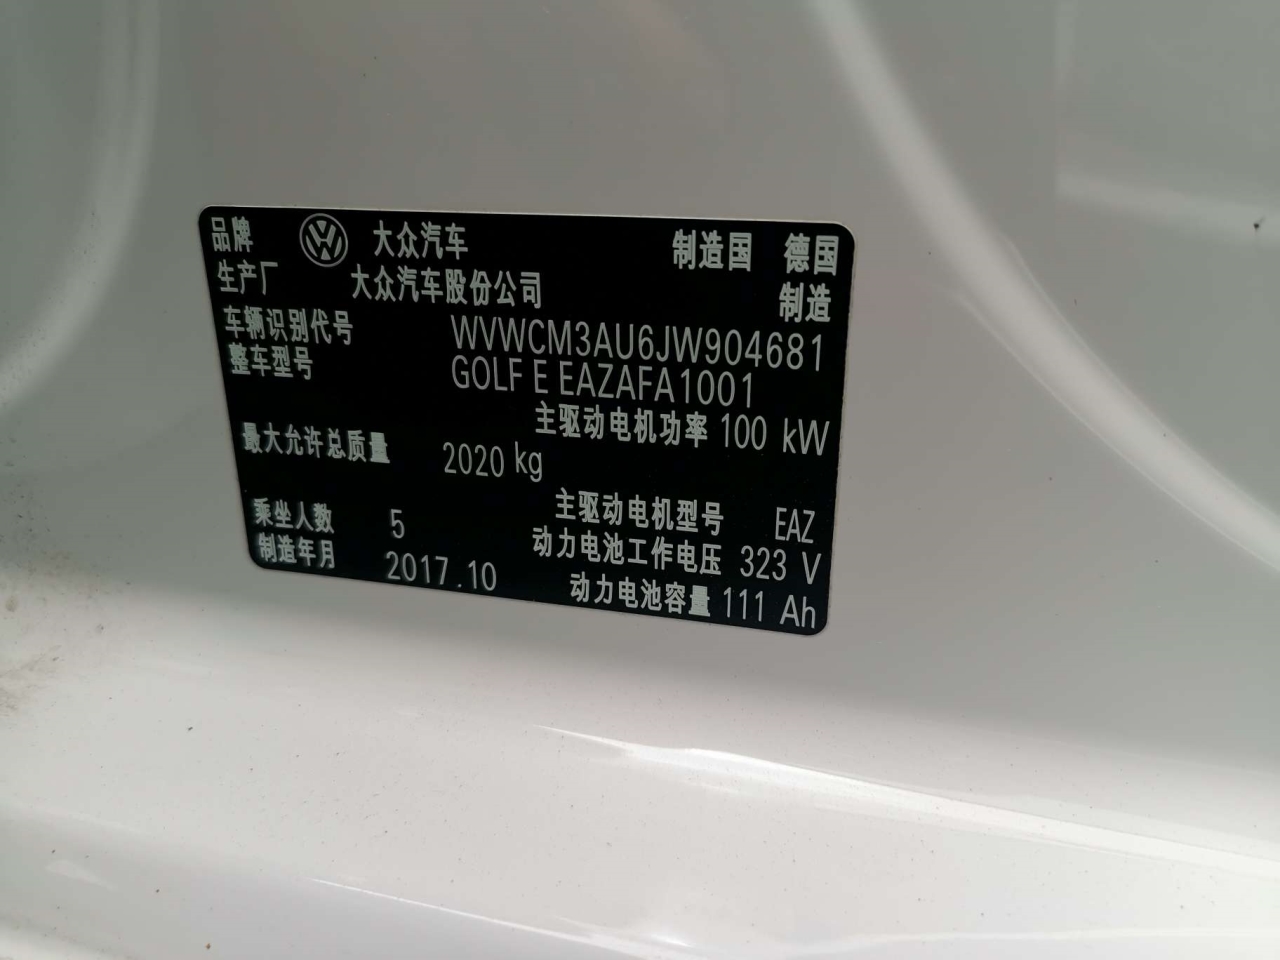 品牌 大众汽车 制造国 德国
生产厂 大众汽车股份公司 制造
车辆识别代号 WVWCM3AU6JW904681
整车型号 GOLF E EAZAFA1001
主驱动电机功率 100 kW
最大允许总质量 2020 kg
主驱动电机型号 EAZ
乘坐人数 5
动力电池工作电压 323 V
制造年月 2017.10
动力电池容量 111 Ah